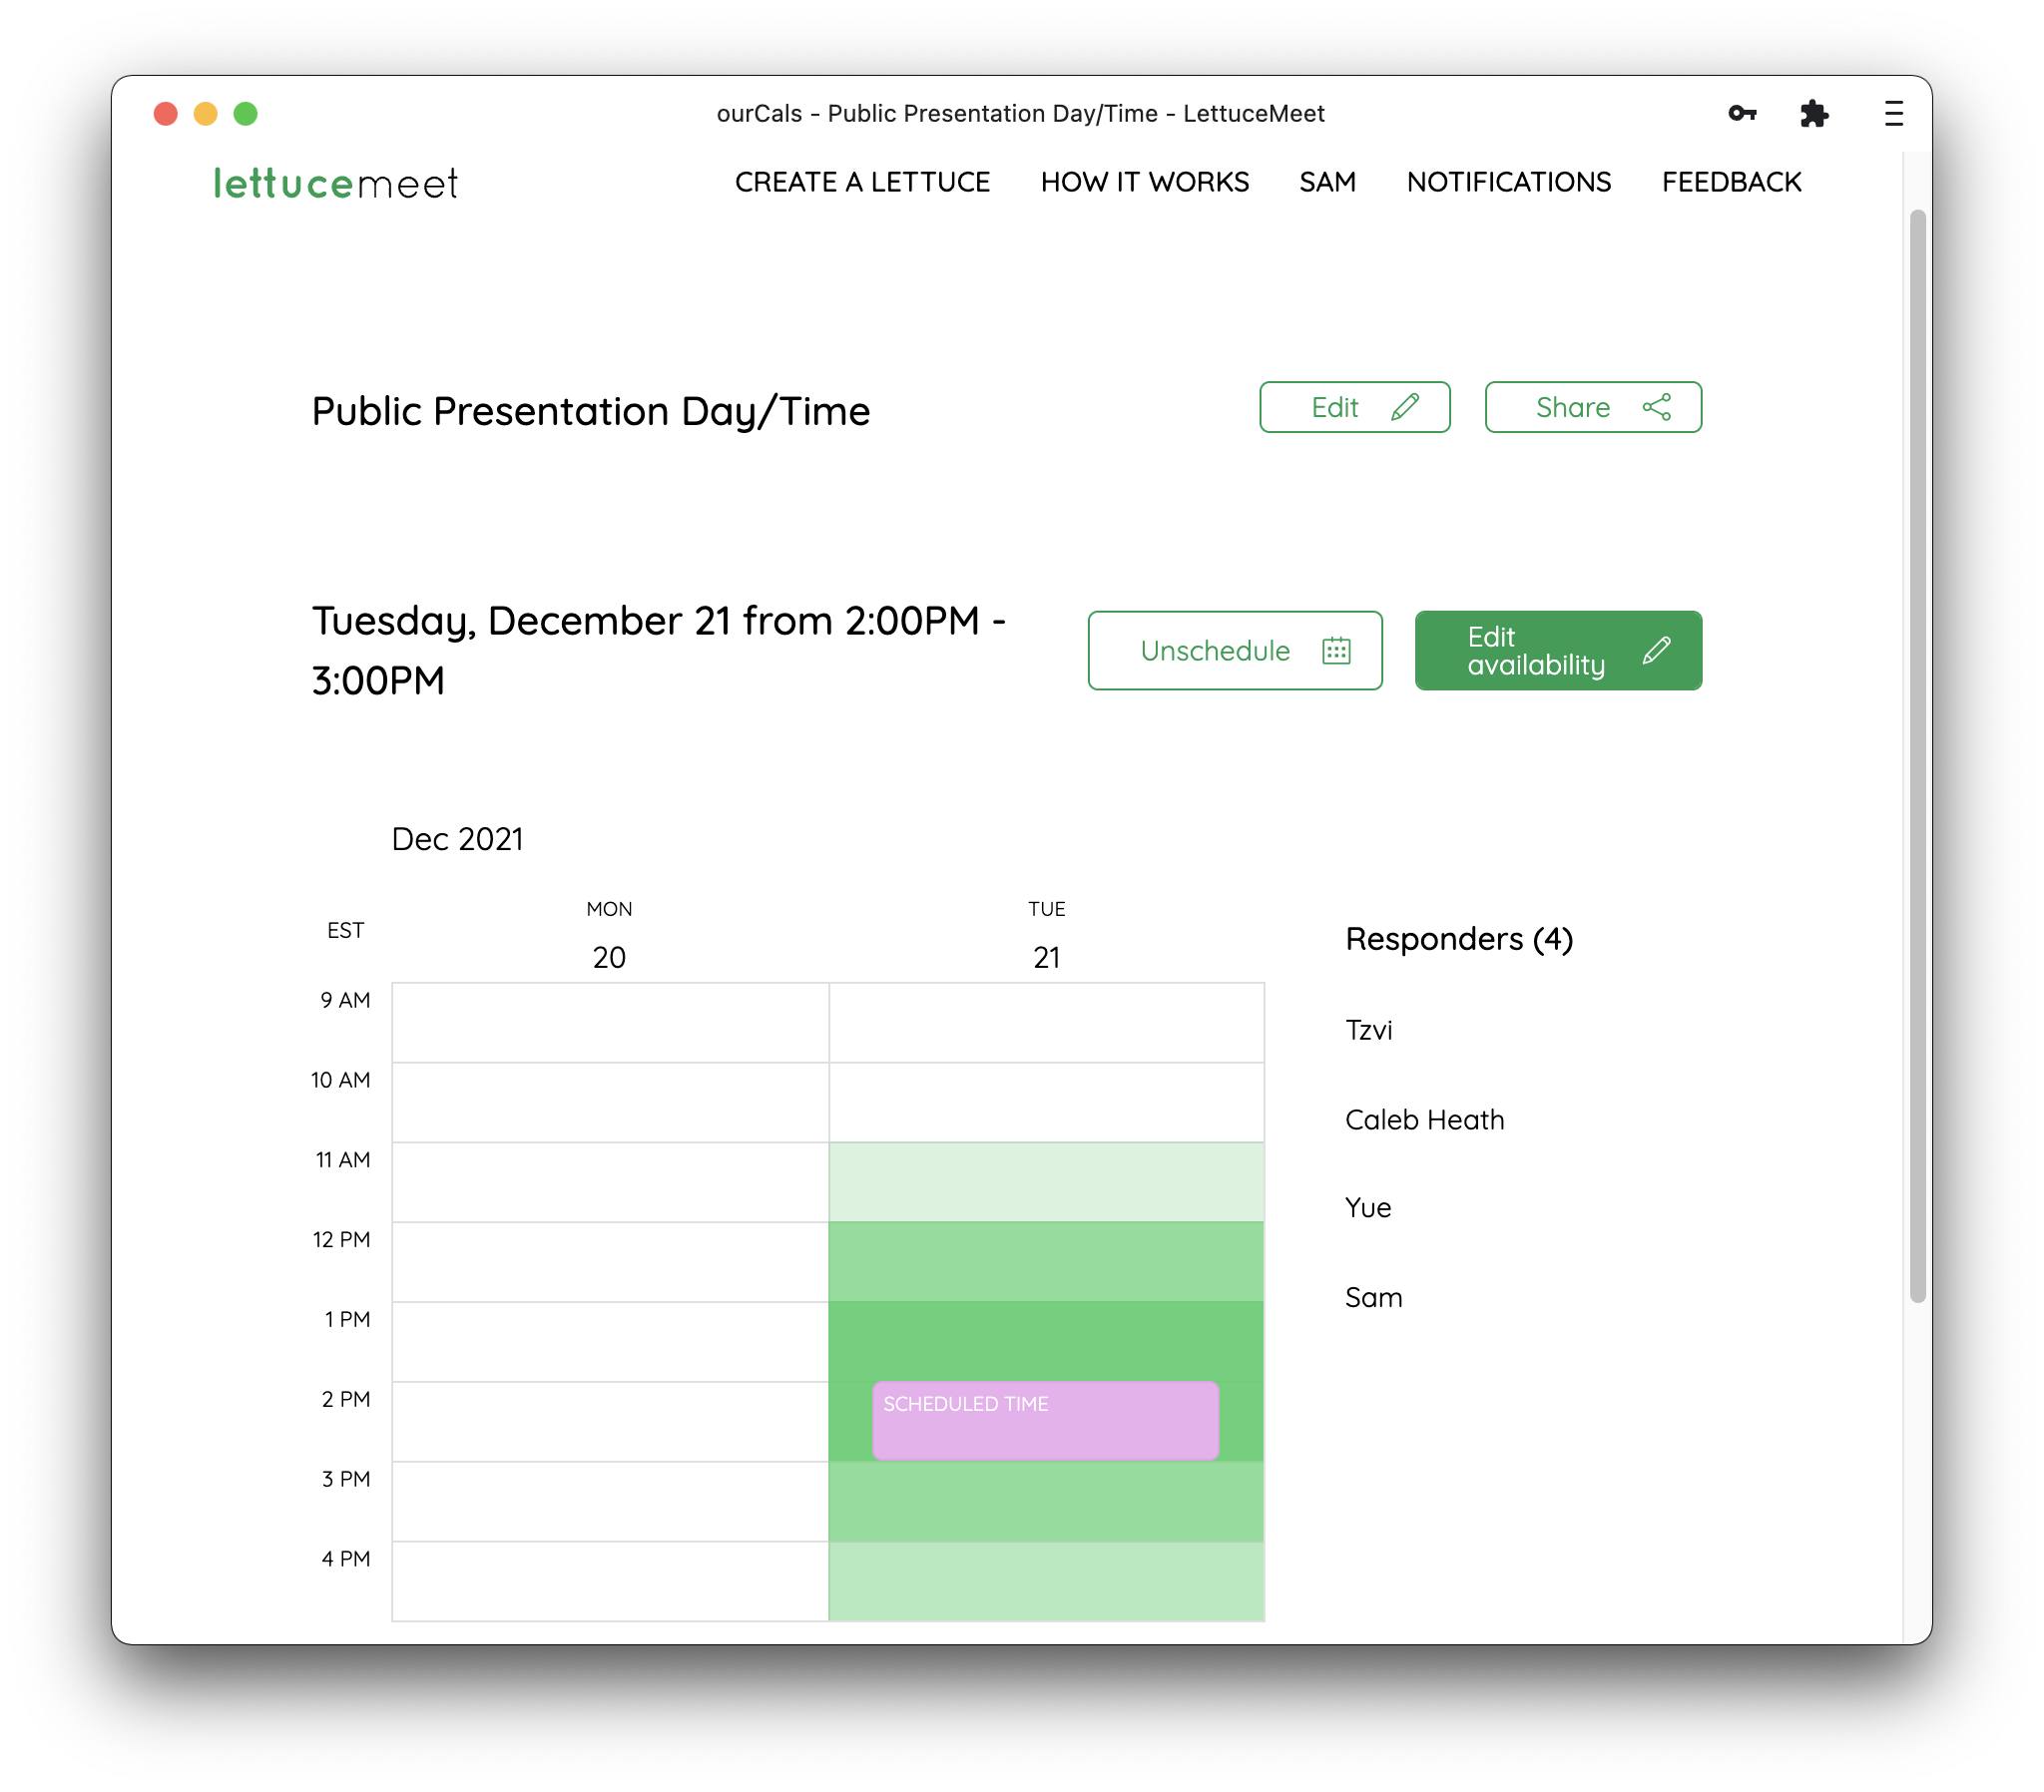 ourCals - Public Presentation Day/Time - LettuceMeet
lettucemeet
CREATE A LETTUCE HOW IT WORKS SAM NOTIFICATIONS FEEDBACK
Public Presentation Day/Time
Edit
Share
Tuesday, December 21 from 2:00PM -
3:00PM
Unschedule
Edit
availability
Dec 2021
EST
MON
20
TUE
21
9 AM
10 AM
11 AM
12 PM
1 PM
2 PM
SCHEDULED TIME
3 PM
4 PM
Responders (4)
Tzvi
Caleb Heath
Yue
Sam